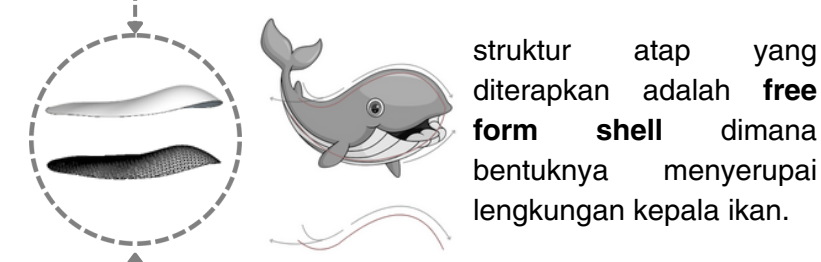 struktur atap yang
diterapkan adalah free
form shell dimana
bentuknya menyerupai
lengkungan kepala ikan.